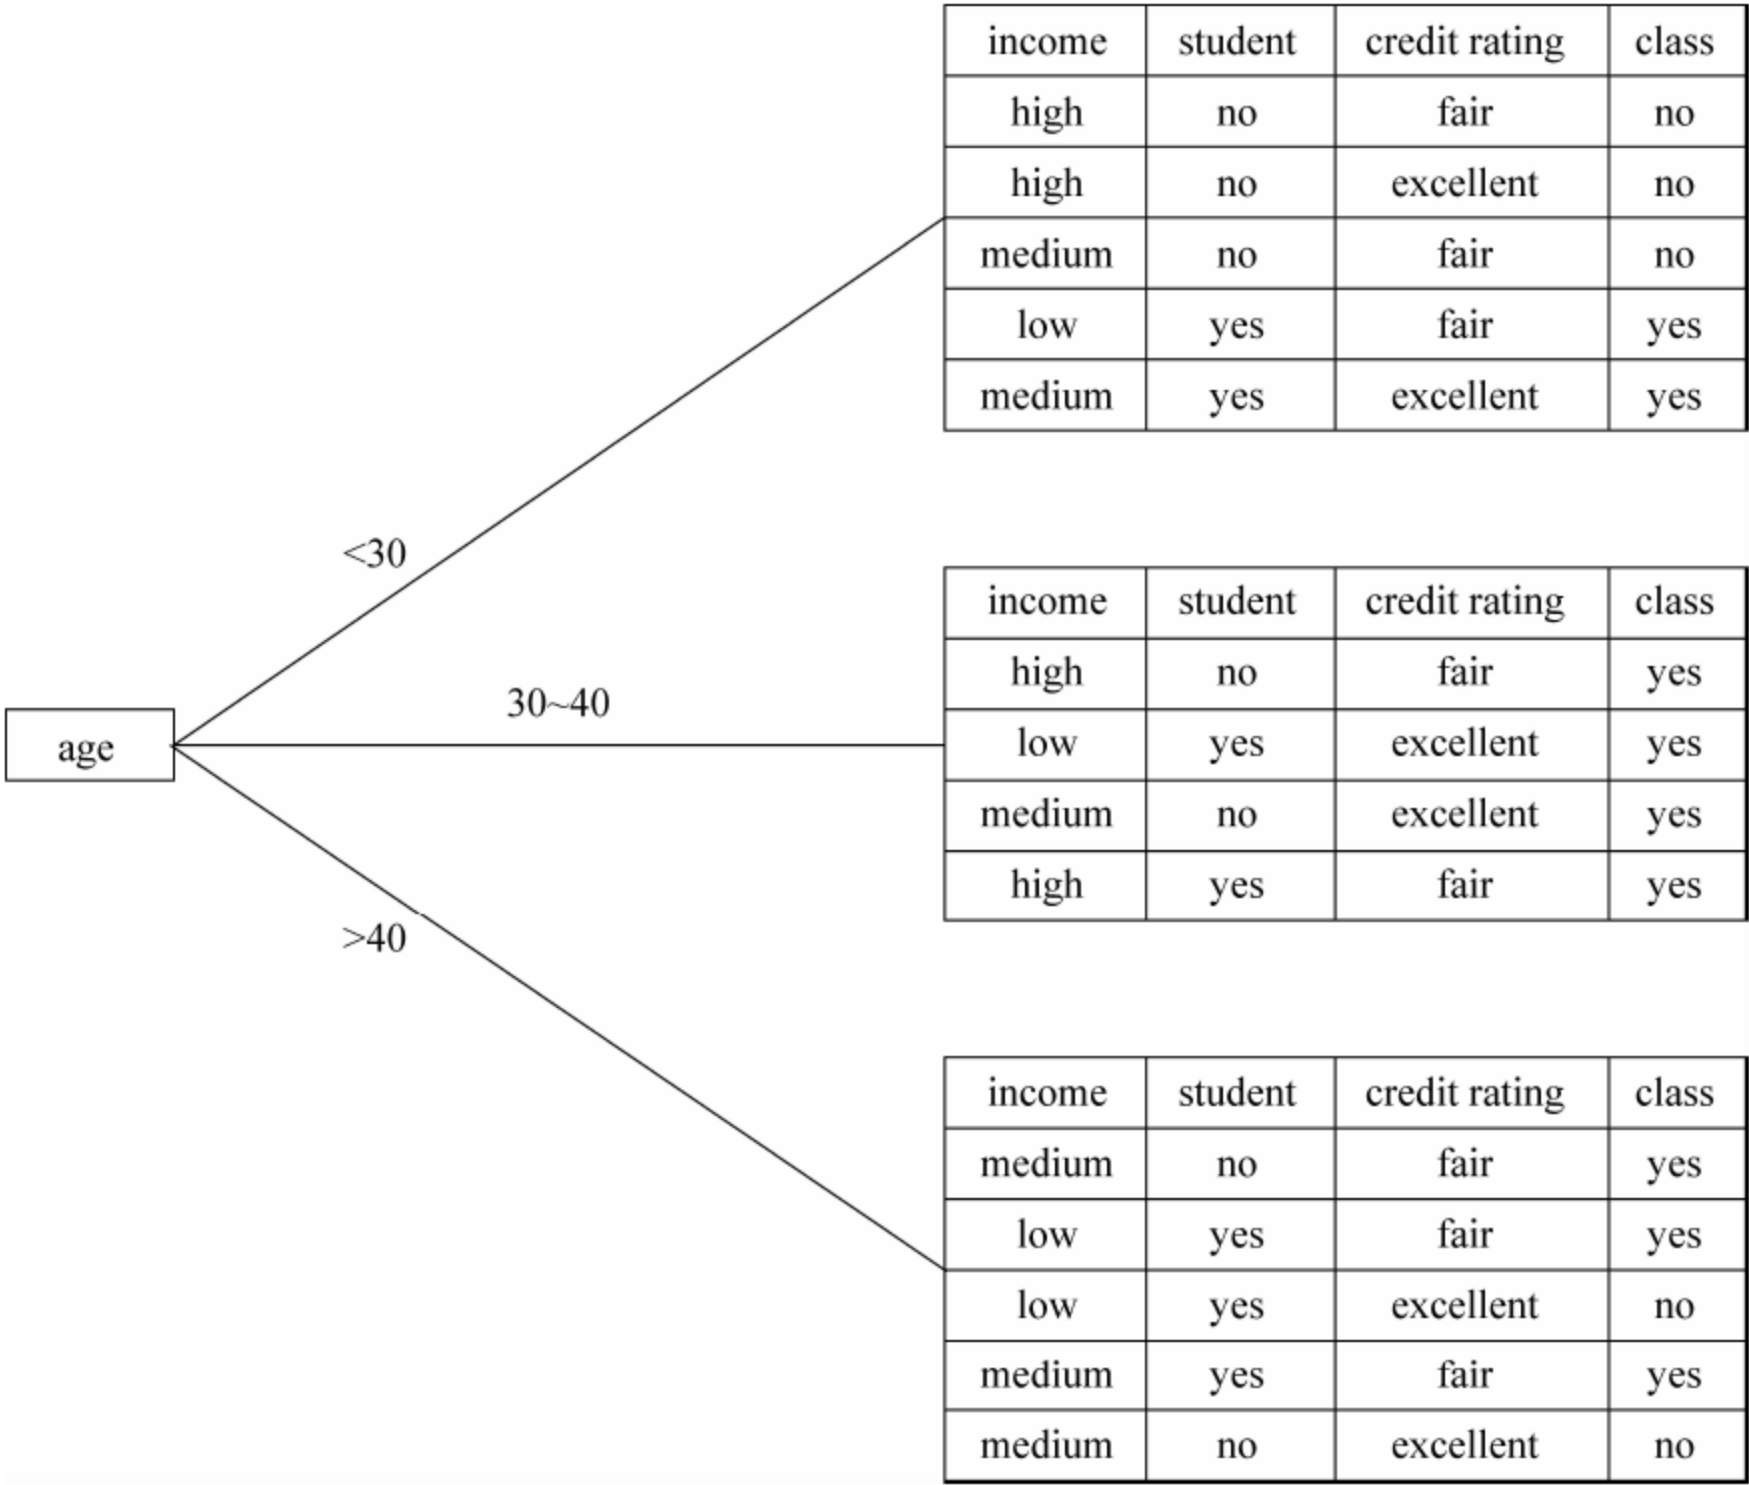 income student credit rating class
high no fair no
high no excellent no
medium no fair no
low yes fair yes
medium yes excellent yes
<30
income student credit rating class
high no fair yes
30~40
low yes excellent yes
age
medium no excellent yes
high yes fair yes
>40
income student credit rating class
medium no fair yes
low yes fair yes
low yes excellent no
medium yes fair yes
medium no excellent no